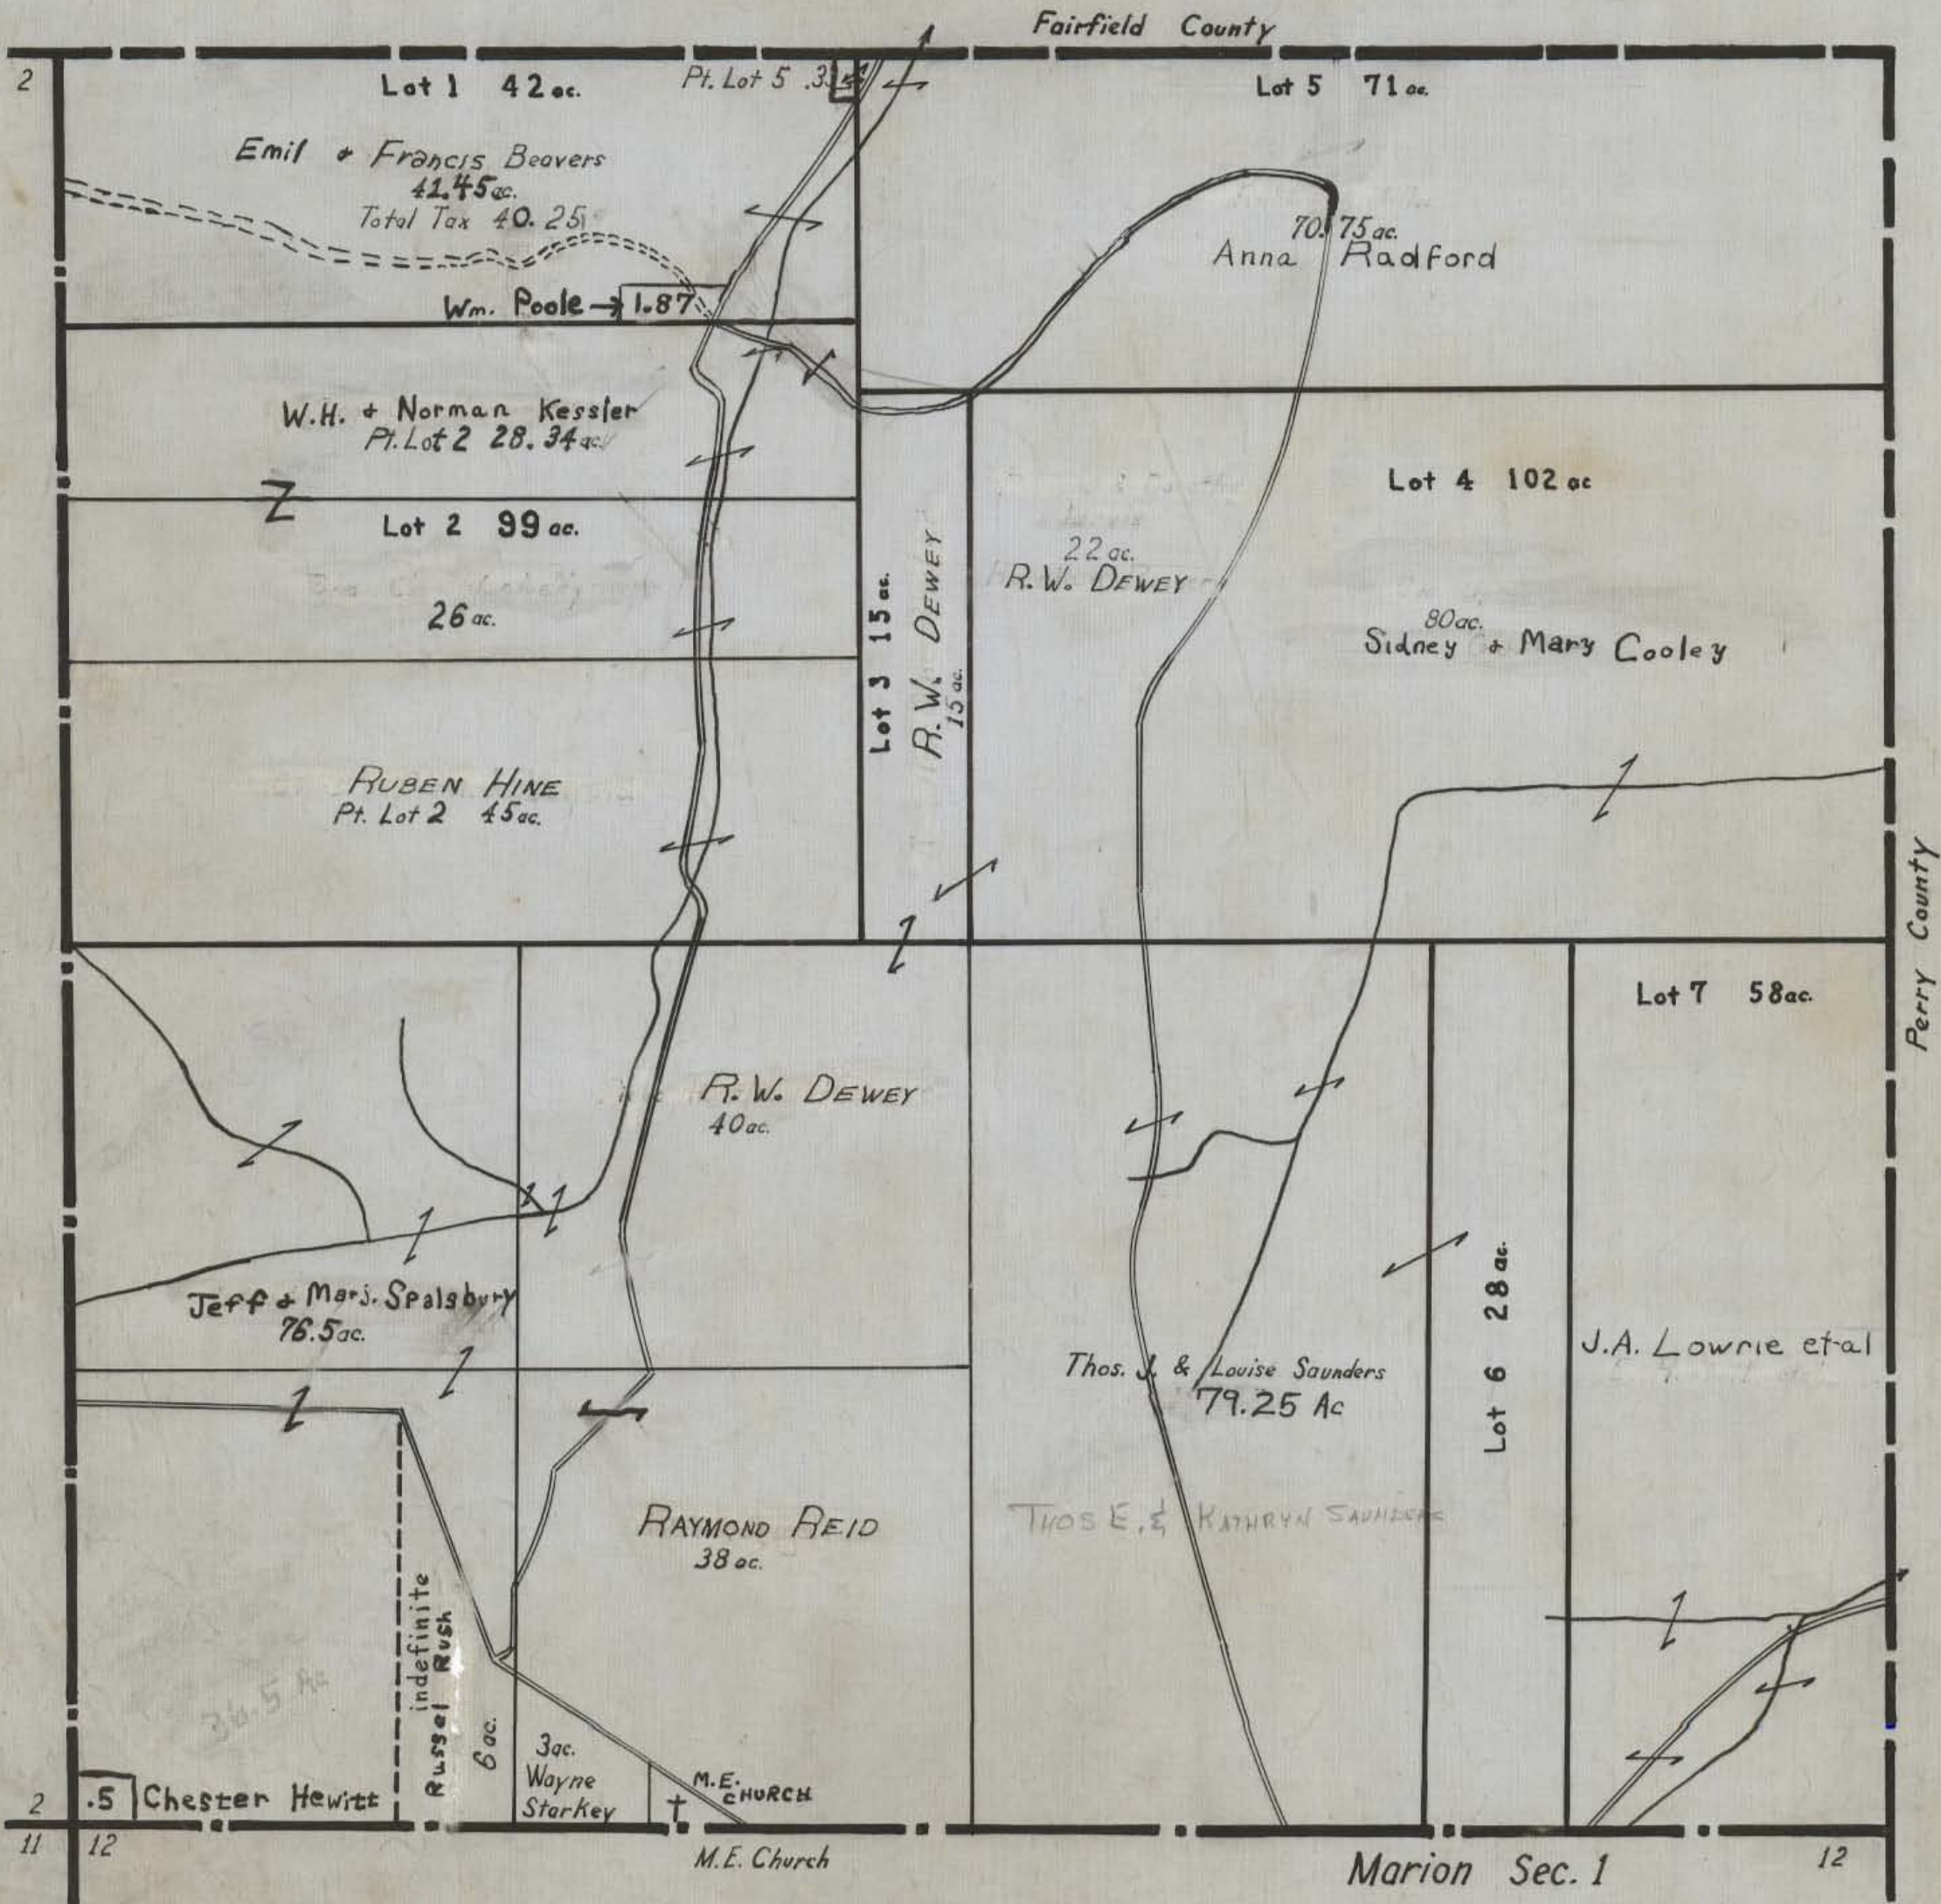 Fairfield County
2
Lot 1 42 ac.
Pt. Lot 5 .33
Lot 5 71 ac.
Emil & Francis Beavers
41.45 ac.
Total Tax 40.25
70.75 ac.
Anna Radford
Wm. Poole → 1.87
W.H. & Norman Kessler
Pt. Lot 2 28.34 ac.
Lot 2 99 ac.
26 ac.
Lot 3 15 ac.
R.W. DEWEY
15 ac.
22 ac.
R.W. DEWEY
Lot 4 102 ac
80 ac.
Sidney & Mary Cooley
RUBEN HINE
Pt. Lot 2 45 ac.
Perry County
Lot 7 58 ac.
R.W. DEWEY
40 ac.
Jeff & Marj. Spalsbury
76.5 ac.
Thos. J. & Louise Saunders
79.25 Ac
Lot 6 28 ac.
J.A. Lowrie et-al
THOS E. & KATHRYN SAUNDERS
RAYMOND REID
38 ac.
indefinite
Russel Rush
6 ac.
36.5 Ac
3 ac.
Wayne
Starkey
M.E.
CHURCH
.5 Chester Hewitt
2
11
12
M.E. Church
Marion Sec. 1
12